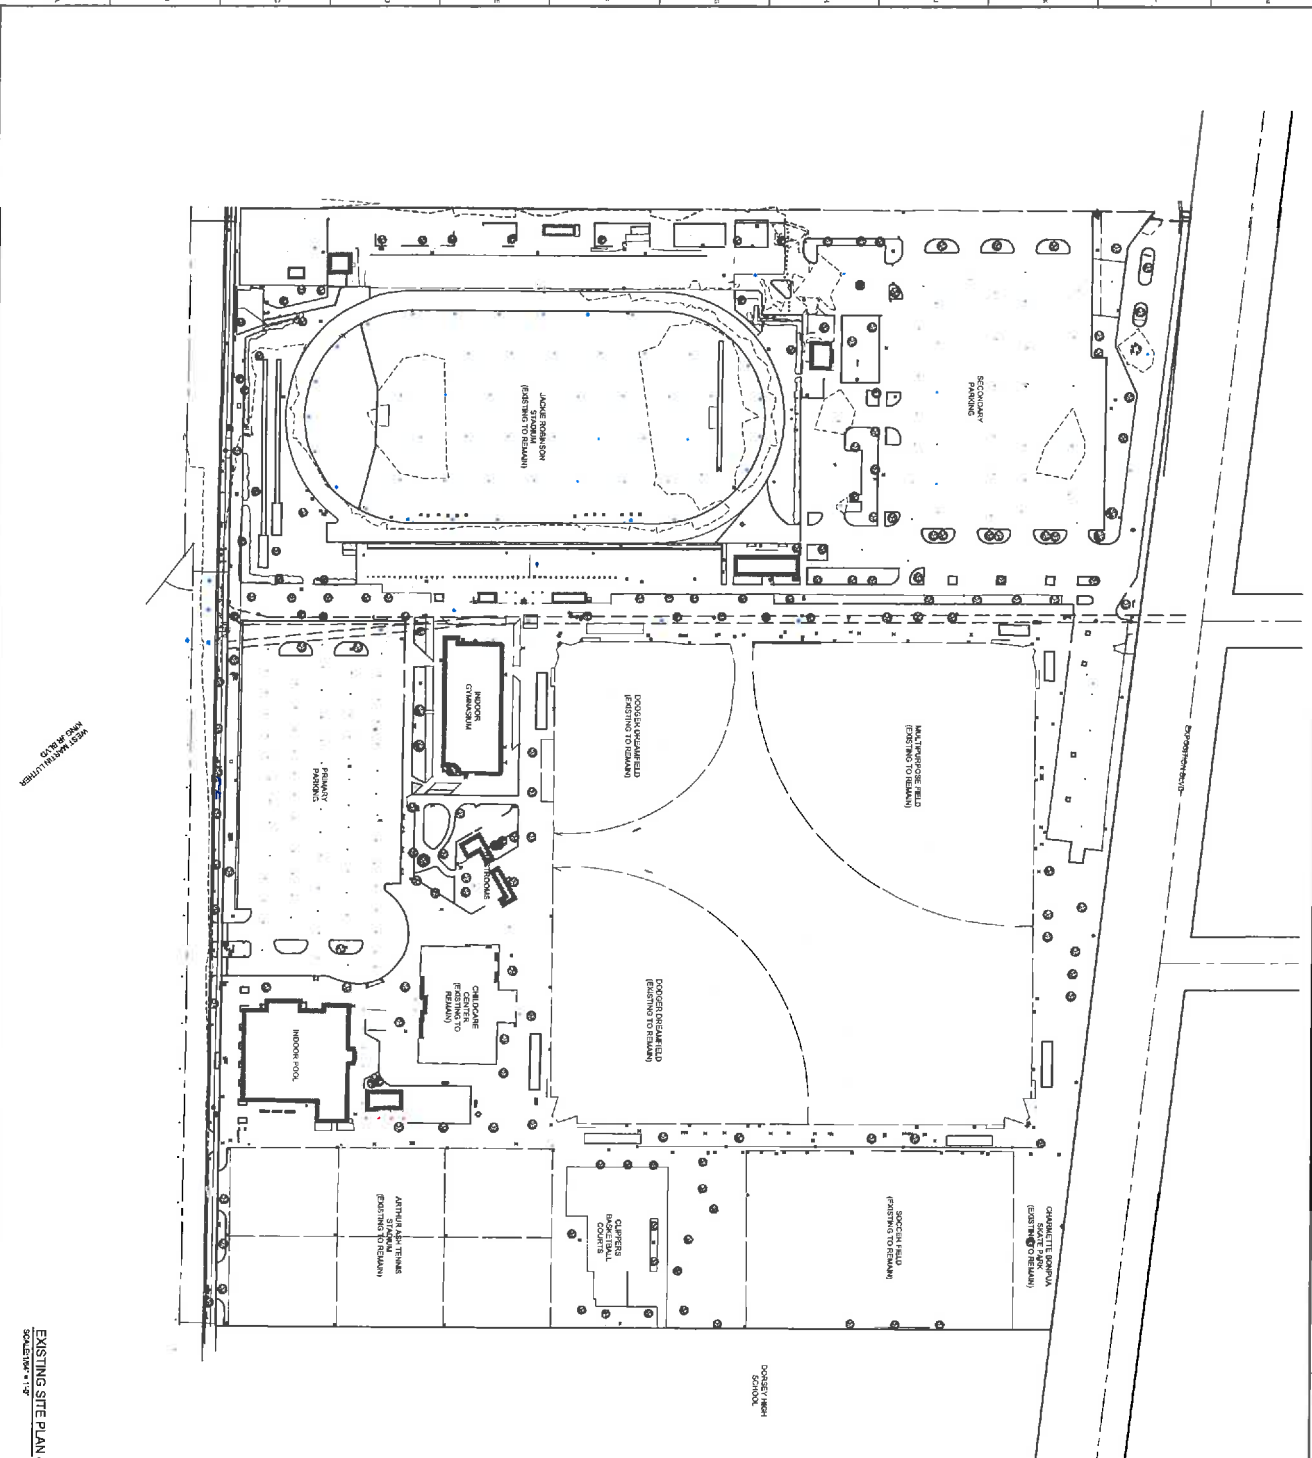 JACKIE ROBINSON
STADIUM
(EXISTING TO REMAIN)
SECONDARY
PARKING
INDOOR
GYMNASIUM
DODGER DREAMFIELD
(EXISTING TO REMAIN)
MULTIPURPOSE FIELD
(EXISTING TO REMAIN)
WEST MARTIN LUTHER
KING JR BLVD
PRIMARY
PARKING
CHILDCARE
CENTER
(EXISTING TO
REMAIN)
DODGER DREAMFIELD
(EXISTING TO REMAIN)
INDOOR POOL
ARTHUR ASH TENNIS
STADIUM
(EXISTING TO REMAIN)
CLIPPERS
BASKETBALL
COURTS
SOCCER FIELD
(EXISTING TO REMAIN)
SKATE PARK
(EXISTING TO REMAIN)
DORSEY HIGH
SCHOOL
EXISTING SITE PLAN